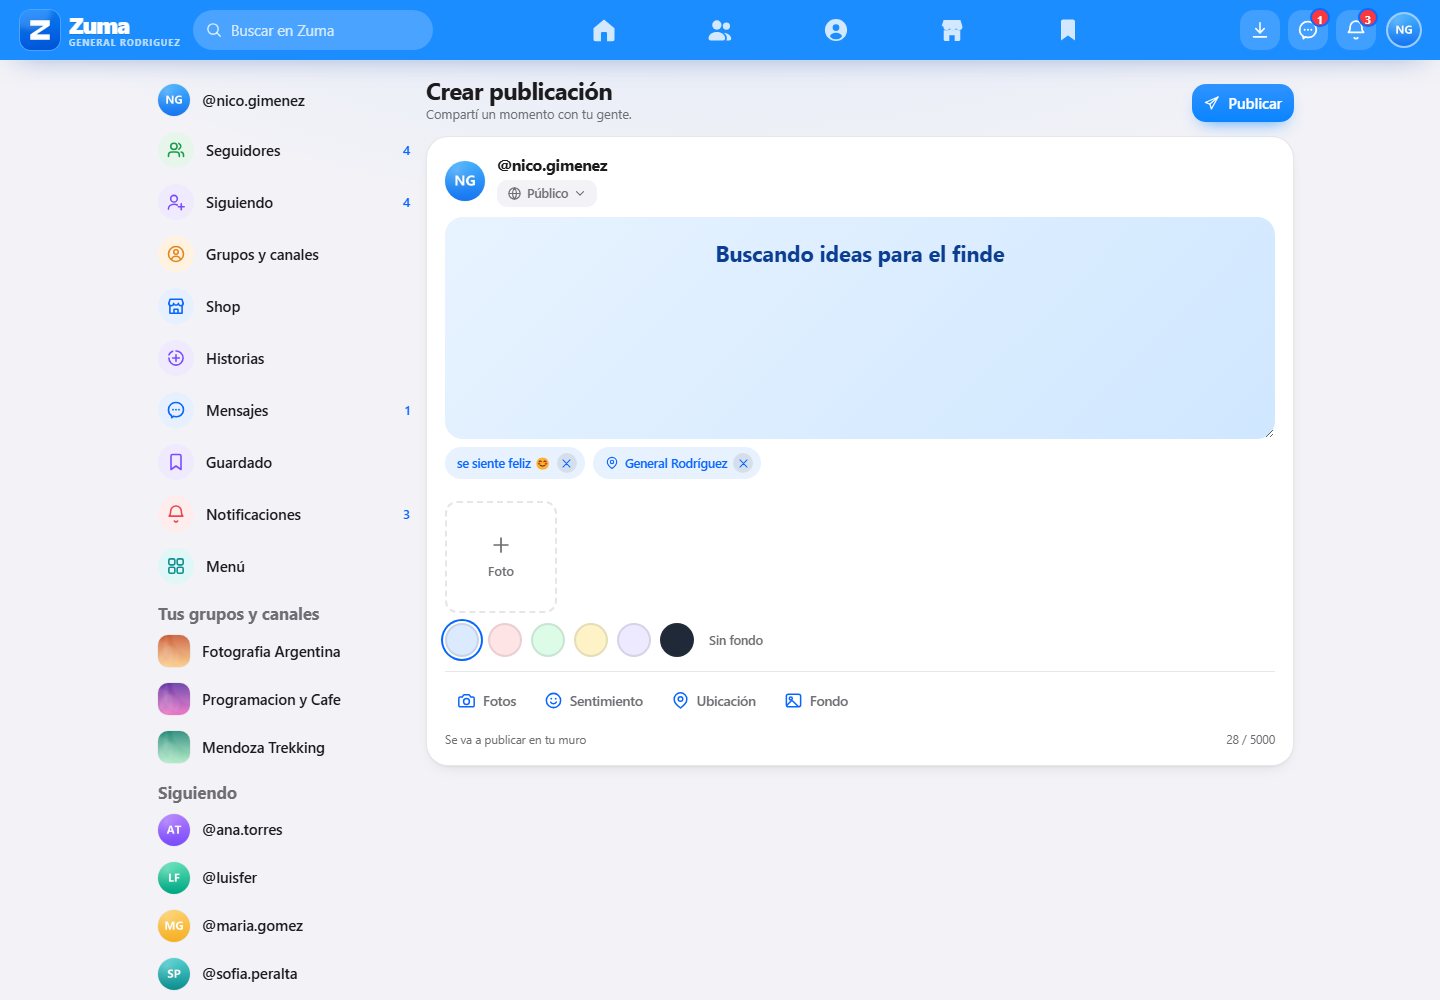 Zuma
GENERAL RODRIGUEZ
Buscar en Zuma
1
3
NG
NG
@nico.gimenez
Seguidores 4
Siguiendo 4
Grupos y canales
Shop
Historias
Mensajes 1
Guardado
Notificaciones 3
Menú
Tus grupos y canales
Fotografia Argentina
Programacion y Cafe
Mendoza Trekking
Siguiendo
AT @ana.torres
LF @luisfer
MG @maria.gomez
SP @sofia.peralta
Crear publicación
Compartí un momento con tu gente.
Publicar
NG
@nico.gimenez
Público
Buscando ideas para el finde
se siente feliz 😊
General Rodríguez
Foto
Sin fondo
Fotos
Sentimiento
Ubicación
Fondo
Se va a publicar en tu muro
28 / 5000